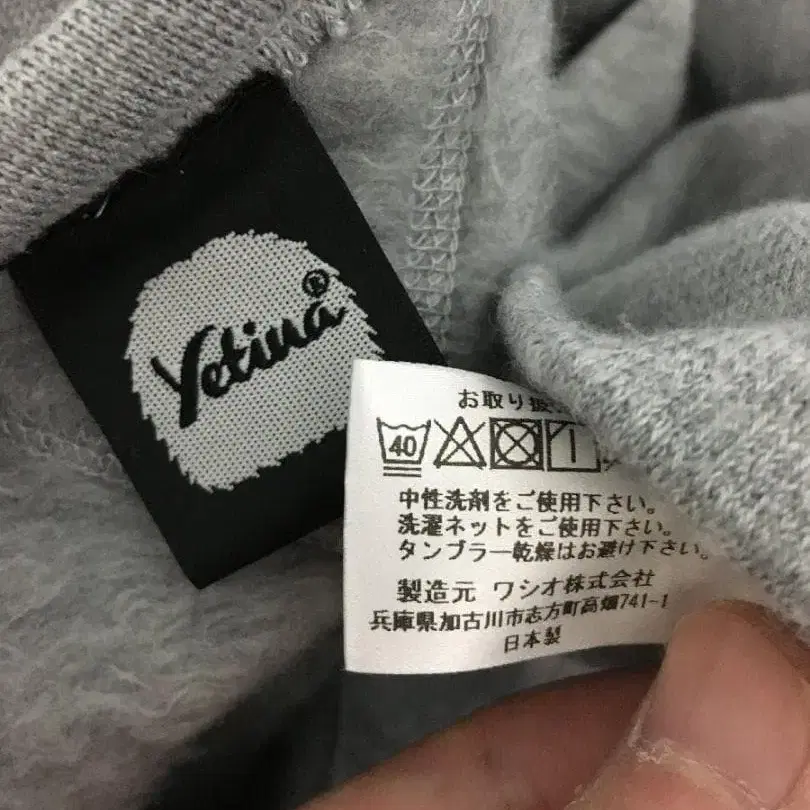 Yetina®
お取り扱
40
中性洗剤をご使用下さい。
洗濯ネットをご使用下さい。
タンブラー乾燥はお避け下さい。
製造元 ワシオ株式会社
兵庫県加古川市志方町高畑741-1
日本製